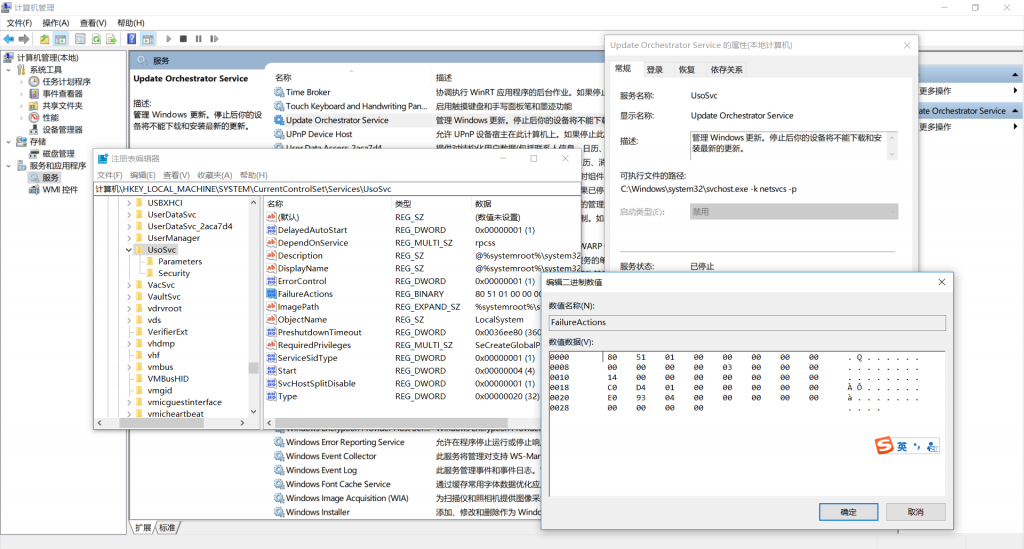 计算机管理
文件(F) 操作(A) 查看(V) 帮助(H)
计算机管理(本地)
系统工具
任务计划程序
事件查看器
共享文件夹
性能
设备管理器
存储
磁盘管理
服务和应用程序
服务
WMI 控件
服务
Update Orchestrator Service
描述:
管理 Windows 更新。停止后你的设备将不能下载和安装最新的更新。
名称 描述
Time Broker 协调执行 WinRT 应用程序的后台作业。如果停止
Touch Keyboard and Handwriting Pan... 启用触摸键盘和手写面板笔和墨迹功能
Update Orchestrator Service 管理 Windows 更新。停止后你的设备将不能下
UPnP Device Host 允许 UPnP 设备宿主在此计算机上。如果停止此
User Data Access_2aca7d4
Windows Error Reporting Service 允许在程序停止运行或停止响
Windows Event Collector 此服务将管理对支持 WS-Man
Windows Event Log 此服务管理事件和事件日志。
Windows Font Cache Service 通过缓存常用字体数据优化应
Windows Image Acquisition (WIA) 为扫描仪和照相机提供图像采
Windows Installer 添加、修改和删除作为 Windo
扩展 标准
更多操作
Update Orchestrator Service
更多操作
Update Orchestrator Service 的属性(本地计算机)
常规 登录 恢复 依存关系
服务名称: UsoSvc
显示名称: Update Orchestrator Service
描述: 管理 Windows 更新。停止后你的设备将不能下载和安
装最新的更新。
可执行文件的路径:
C:\Windows\system32\svchost.exe -k netsvcs -p
启动类型(E): 禁用
服务状态: 已停止
注册表编辑器
文件(F) 编辑(E) 查看(V) 收藏夹(A) 帮助(H)
计算机\HKEY_LOCAL_MACHINE\SYSTEM\CurrentControlSet\Services\UsoSvc
USBXHCI
UserDataSvc
UserDataSvc_2aca7d4
UserManager
UsoSvc
Parameters
Security
VacSvc
VaultSvc
vdrvroot
vds
VerifierExt
vhdmp
vhf
vmbus
VMBusHID
vmgid
vmicguestinterface
vmicheartbeat
名称 类型 数据
(默认) REG_SZ (数值未设置)
DelayedAutoStart REG_DWORD 0x00000001 (1)
DependOnService REG_MULTI_SZ rpcss
Description REG_SZ @%systemroot%\system32
DisplayName REG_SZ @%systemroot%\system32
ErrorControl REG_DWORD 0x00000001 (1)
FailureActions REG_BINARY 80 51 01 00 00 00
ImagePath REG_EXPAND_SZ %systemroot%\s
ObjectName REG_SZ LocalSystem
PreshutdownTimeout REG_DWORD 0x0036ee80 (360
RequiredPrivileges REG_MULTI_SZ SeCreateGlobalP
ServiceSidType REG_DWORD 0x00000001 (1)
Start REG_DWORD 0x00000004 (4)
SvcHostSplitDisable REG_DWORD 0x00000001 (1)
Type REG_DWORD 0x00000020 (32)
编辑二进制数值
数值名称(N):
FailureActions
数值数据(V):
0000 80 51 01 00 00 00 00 00 . Q . . . . . .
0008 00 00 00 00 03 00 00 00 . . . . . . . .
0010 14 00 00 00 01 00 00 00 . . . . . . . .
0018 C0 D4 01 00 01 00 00 00 À Ô . . . . . .
0020 E0 93 04 00 00 00 00 00 à . . . . . . .
0028 00 00 00 00 . . . .
S 英
确定 取消